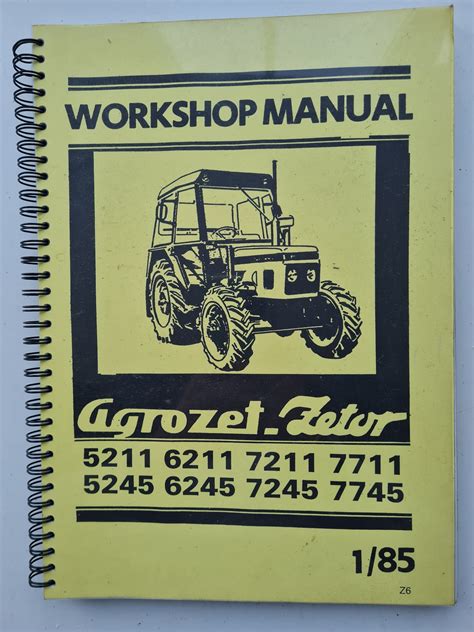 WORKSHOP MANUAL
Agrozet-Zetor
5211 6211 7211 7711
5245 6245 7245 7745
1/85
Z6